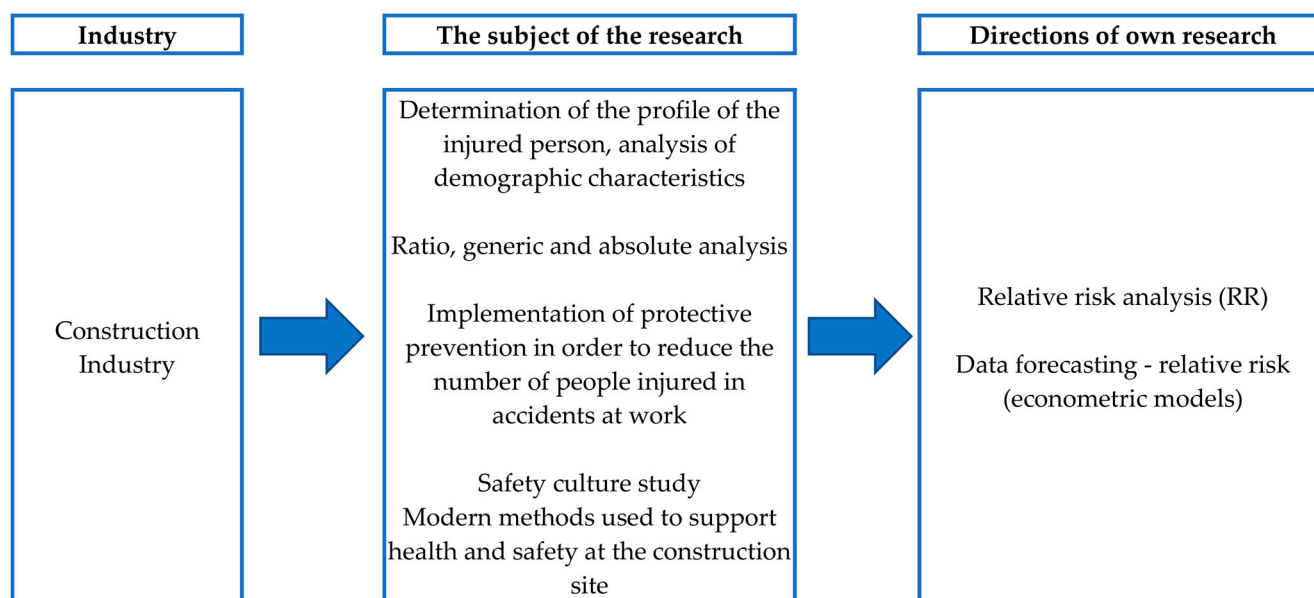 Industry
The subject of the research
Directions of own research
Construction
Industry
Determination of the profile of the
injured person, analysis of
demographic characteristics
Ratio, generic and absolute analysis
Implementation of protective
prevention in order to reduce the
number of people injured in
accidents at work
Safety culture study
Modern methods used to support
health and safety at the construction
site
Relative risk analysis (RR)
Data forecasting - relative risk
(econometric models)